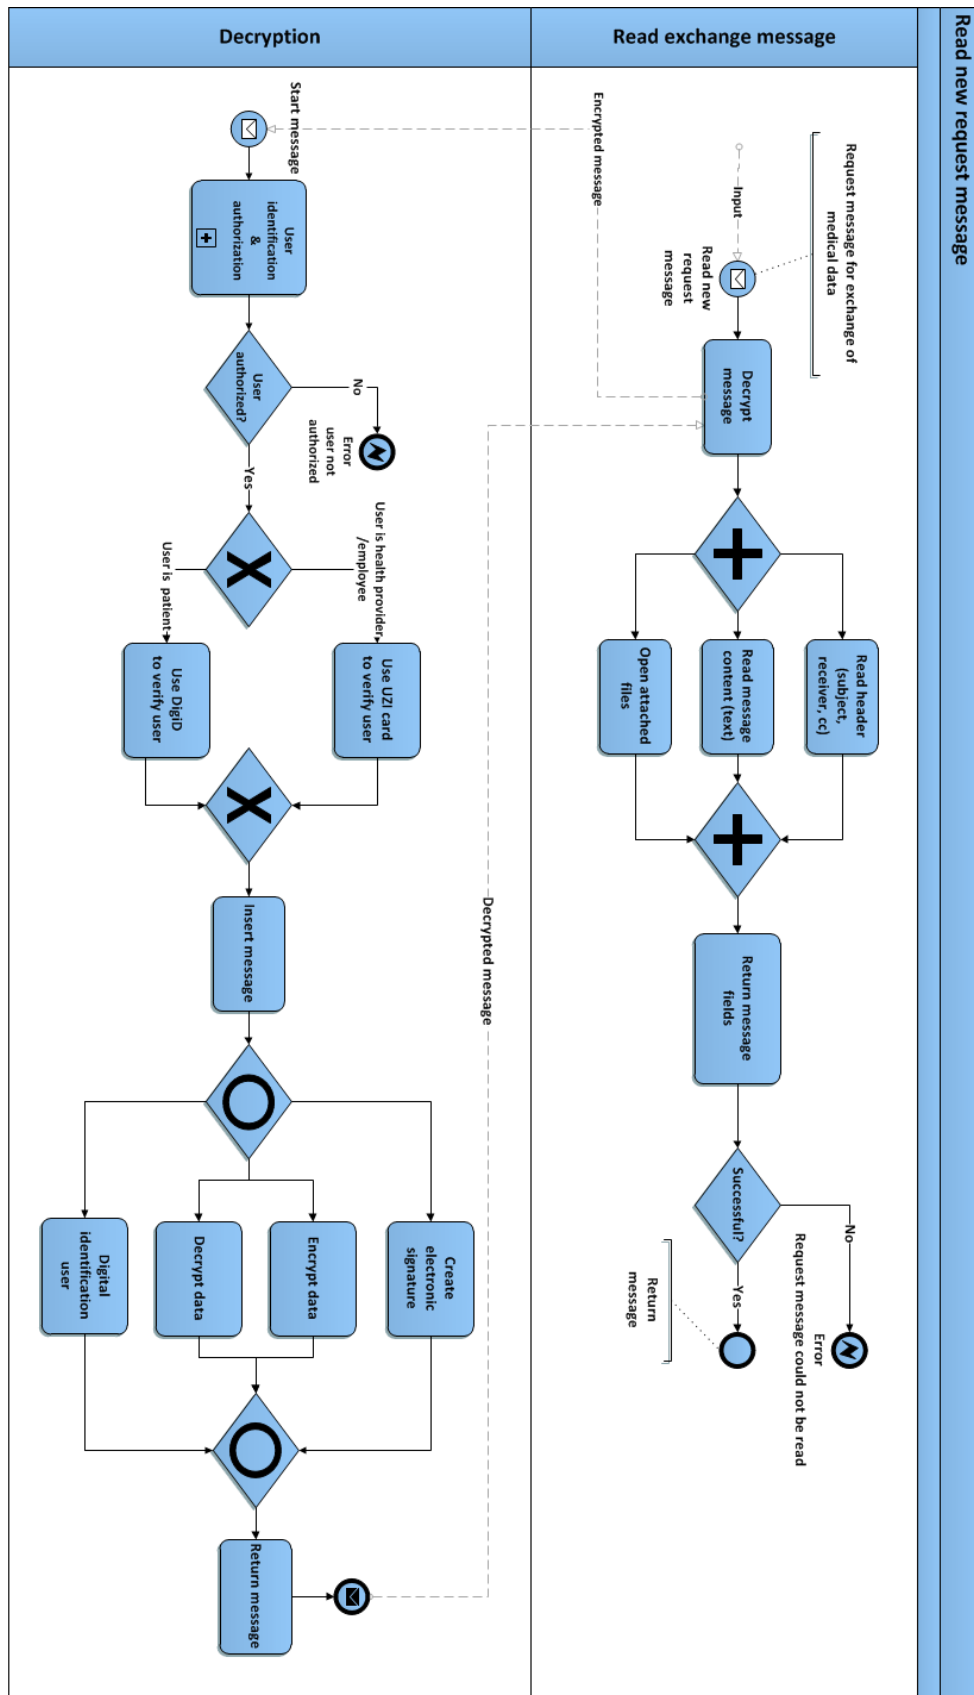 Read new request message
Read exchange message
Request message for exchange of
medical data
Input
Read new
request
message
Decrypt
message
Read header
(subject,
receiver, cc)
Read message
content (text)
Open attached
files
Return message
fields
Successful?
No
Error
Request message could not be read
Yes
Return
message
Encrypted message
Decrypted message
Decryption
Start message
User
identification
&
authorization
User
authorized?
No
Error
user not
authorized
Yes
User is health provider
/employee
User is patient
Use UZI card
to verify user
Use DigiD
to verify user
Insert message
Create
electronic
signature
Encrypt data
Decrypt data
Digital
identification
user
Return message